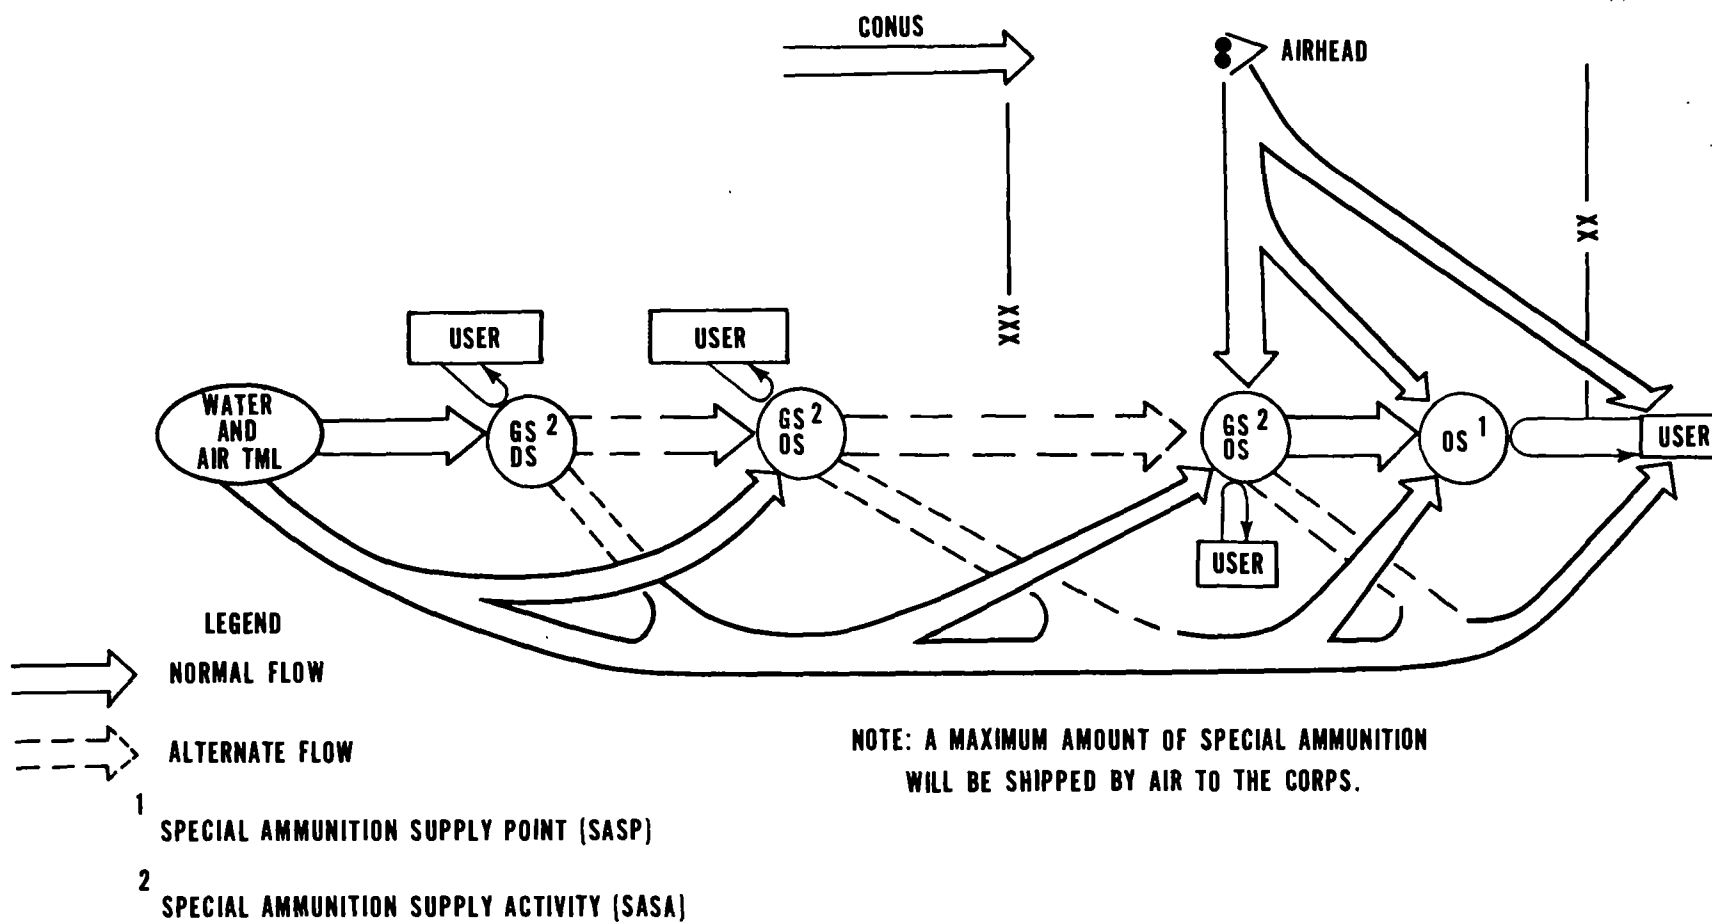 CONUS
AIRHEAD
XXX
XX
USER
USER
WATER
AND
AIR TML
GS 2
DS
GS 2
OS
GS 2
OS
OS 1
USER
USER
LEGEND
NORMAL FLOW
ALTERNATE FLOW
NOTE: A MAXIMUM AMOUNT OF SPECIAL AMMUNITION
WILL BE SHIPPED BY AIR TO THE CORPS.
1 SPECIAL AMMUNITION SUPPLY POINT (SASP)
2 SPECIAL AMMUNITION SUPPLY ACTIVITY (SASA)